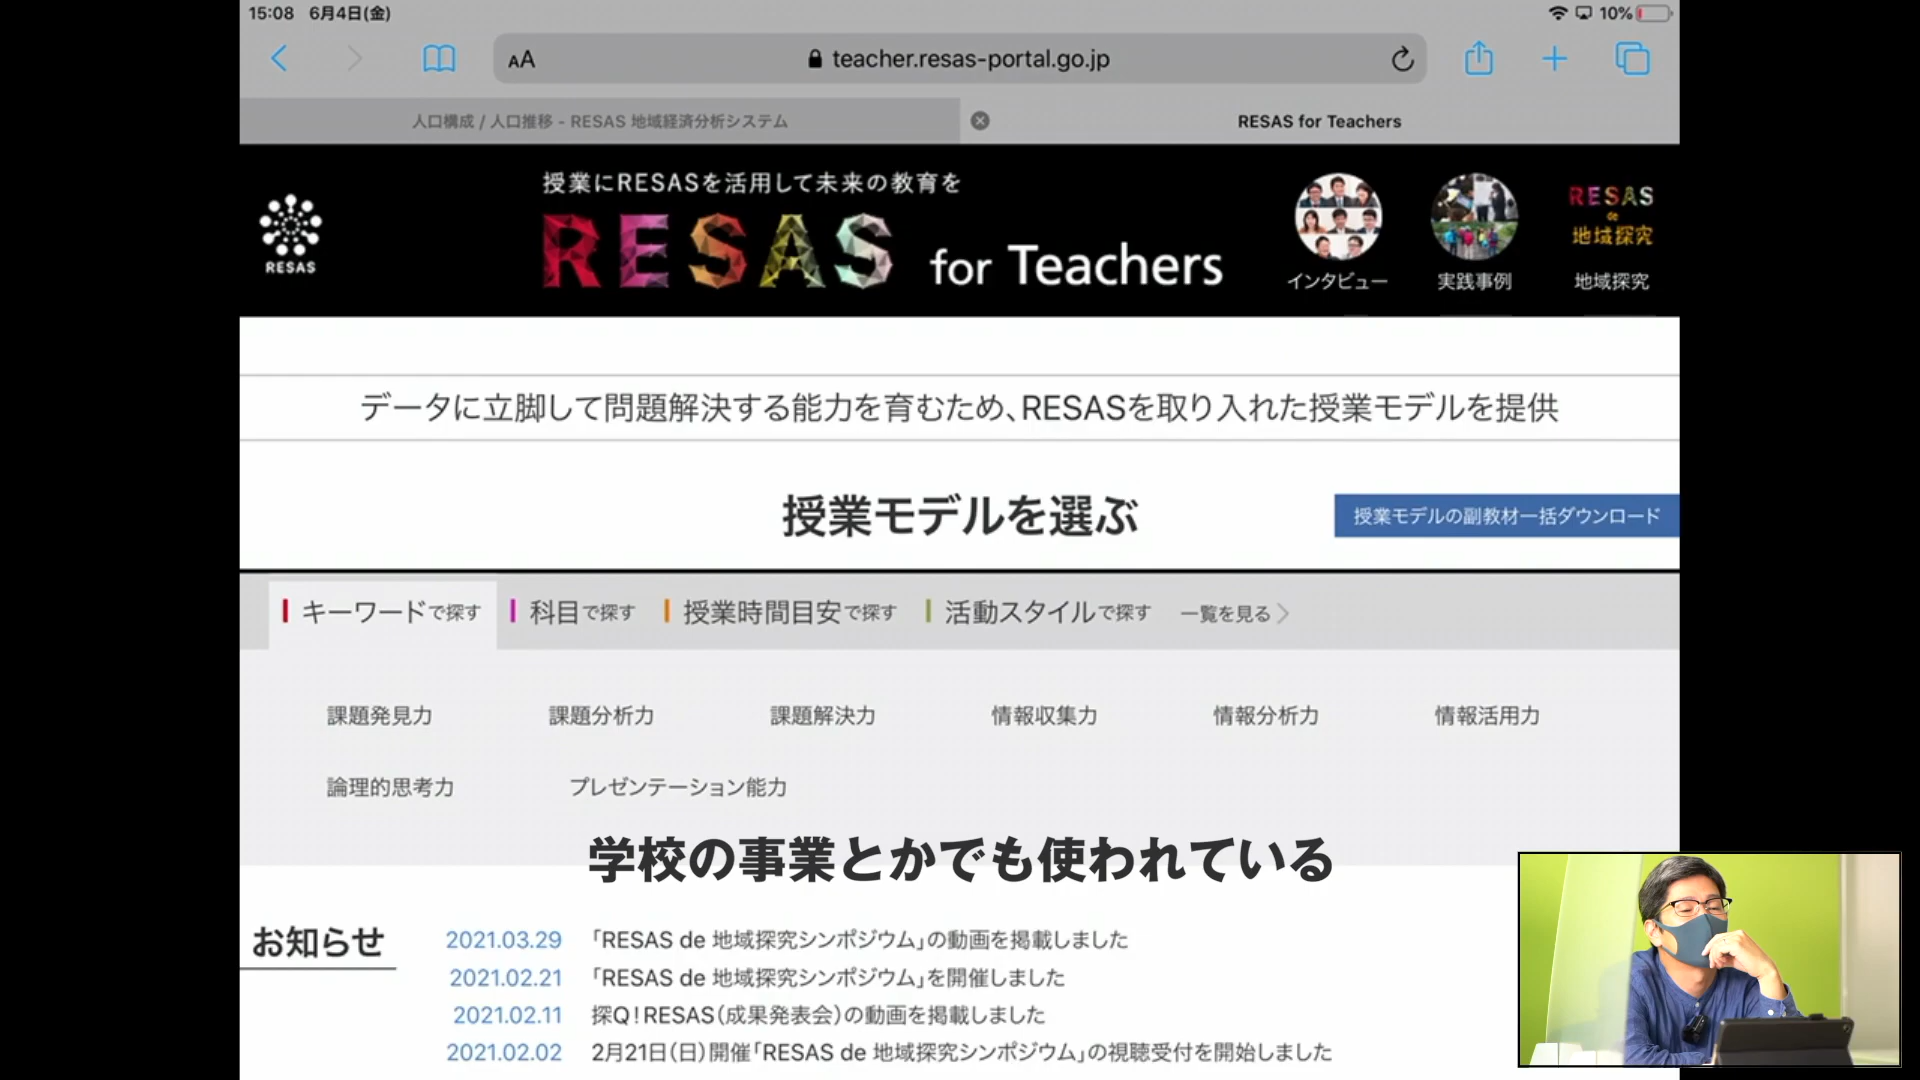 15:08 6月4日(金)
10%
AA
teacher.resas-portal.go.jp
人口構成 / 人口推移 - RESAS 地域経済分析システム
RESAS for Teachers
RESAS
授業にRESASを活用して未来の教育を
RESAS for Teachers
インタビュー
実践事例
RESAS
de
地域探究
地域探究
データに立脚して問題解決する能力を育むため、RESASを取り入れた授業モデルを提供
授業モデルを選ぶ
授業モデルの副教材一括ダウンロード
キーワードで探す
科目で探す
授業時間目安で探す
活動スタイルで探す
一覧を見る
課題発見力
課題分析力
課題解決力
情報収集力
情報分析力
情報活用力
論理的思考力
プレゼンテーション能力
学校の事業とかでも使われている
お知らせ
2021.03.29 「RESAS de 地域探究シンポジウム」の動画を掲載しました
2021.02.21 「RESAS de 地域探究シンポジウム」を開催しました
2021.02.11 探Q!RESAS(成果発表会)の動画を掲載しました
2021.02.02 2月21日(日)開催「RESAS de 地域探究シンポジウム」の視聴受付を開始しました